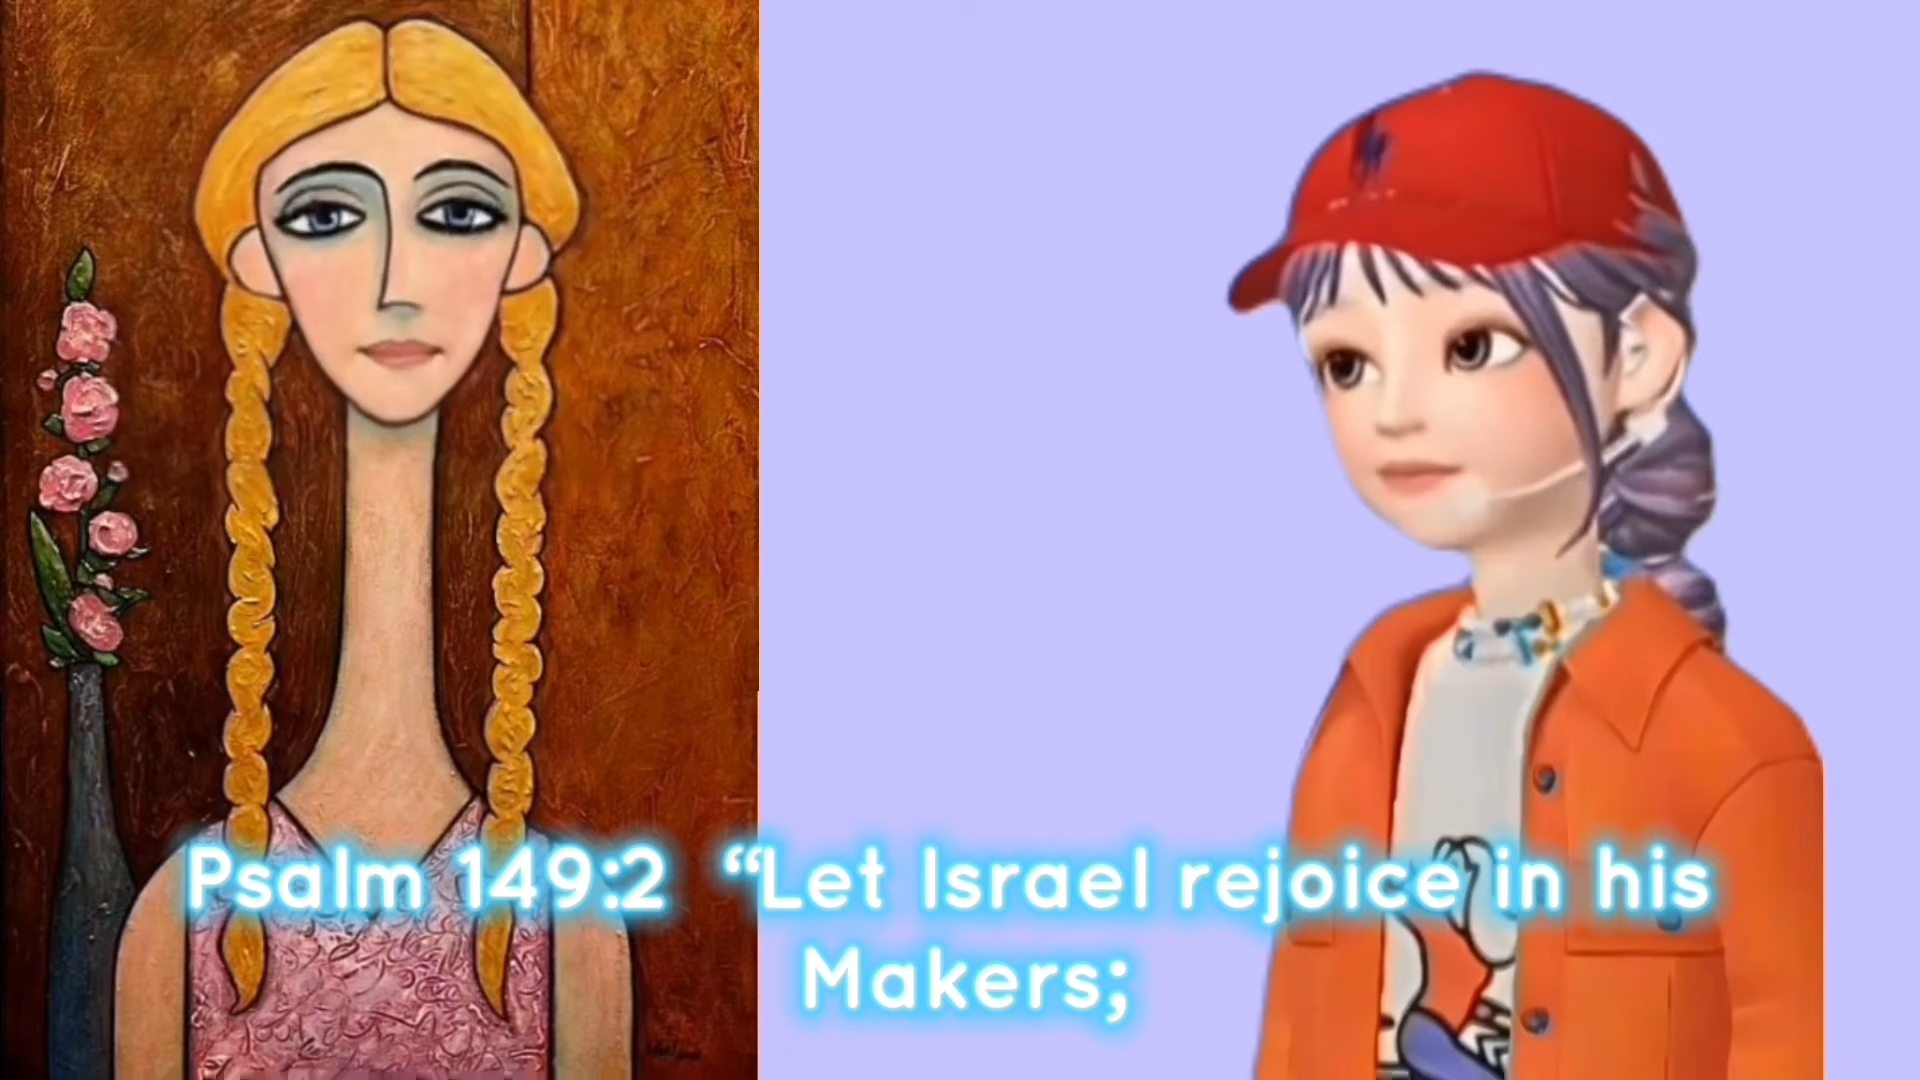 Psalm 149:2 “Let Israel rejoice in his
Makers;